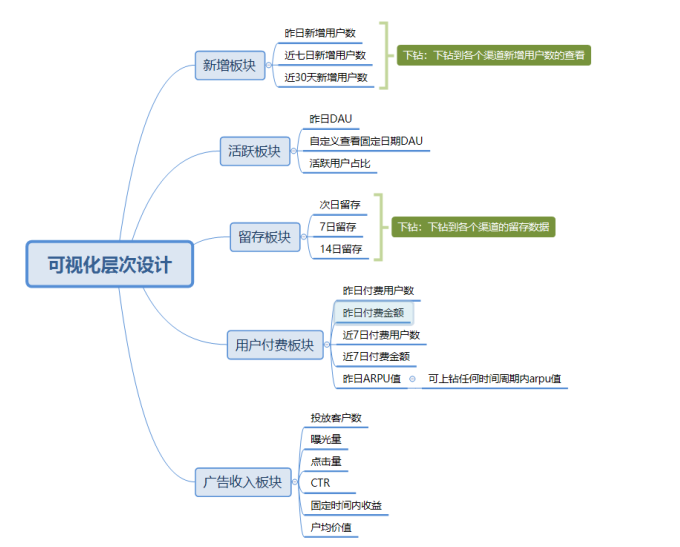 可视化层次设计
新增板块
昨日新增用户数
近七日新增用户数
近30天新增用户数
下钻：下钻到各个渠道新增用户数的查看
活跃板块
昨日DAU
自定义查看固定日期DAU
活跃用户占比
留存板块
次日留存
7日留存
14日留存
下钻：下钻到各个渠道的留存数据
用户付费板块
昨日付费用户数
昨日付费金额
近7日付费用户数
近7日付费金额
昨日ARPU值
可上钻任何时间周期内arpu值
广告收入板块
投放客户数
曝光量
点击量
CTR
固定时间内收益
户均价值